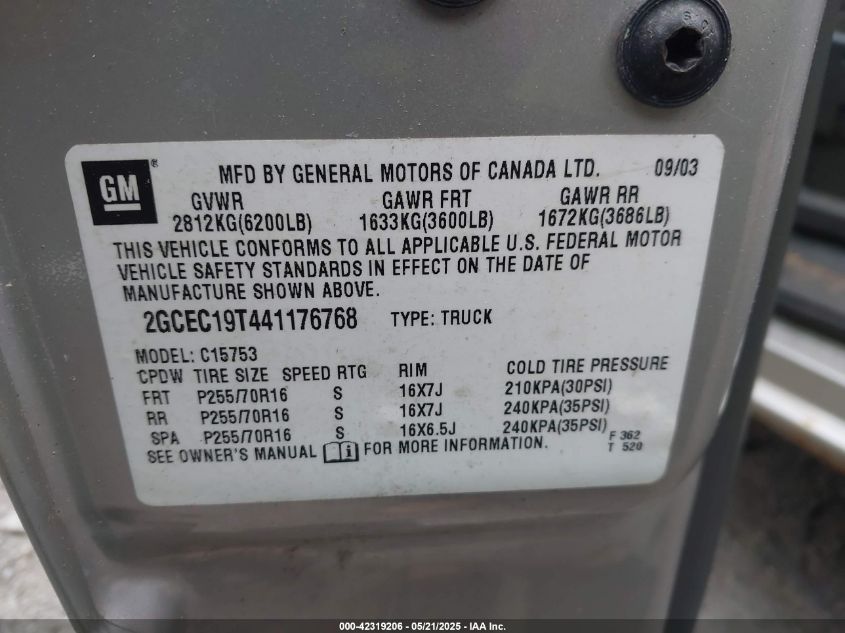 GM®
MFD BY GENERAL MOTORS OF CANADA LTD. 09/03
GVWR GAWR FRT GAWR RR
2812KG(6200LB) 1633KG(3600LB) 1672KG(3686LB)
THIS VEHICLE CONFORMS TO ALL APPLICABLE U.S. FEDERAL MOTOR
VEHICLE SAFETY STANDARDS IN EFFECT ON THE DATE OF
MANUFACTURE SHOWN ABOVE.
2GCEC19T441176768 TYPE: TRUCK
MODEL: C15753
CPDW TIRE SIZE SPEED RTG RIM COLD TIRE PRESSURE
FRT P255/70R16 S 16X7J 210KPA(30PSI)
RR P255/70R16 S 16X7J 240KPA(35PSI)
SPA P255/70R16 S 16X6.5J 240KPA(35PSI)
F 362
SEE OWNER'S MANUAL FOR MORE INFORMATION. T 520
000-42319206 - 05/21/2025 - IAA Inc.